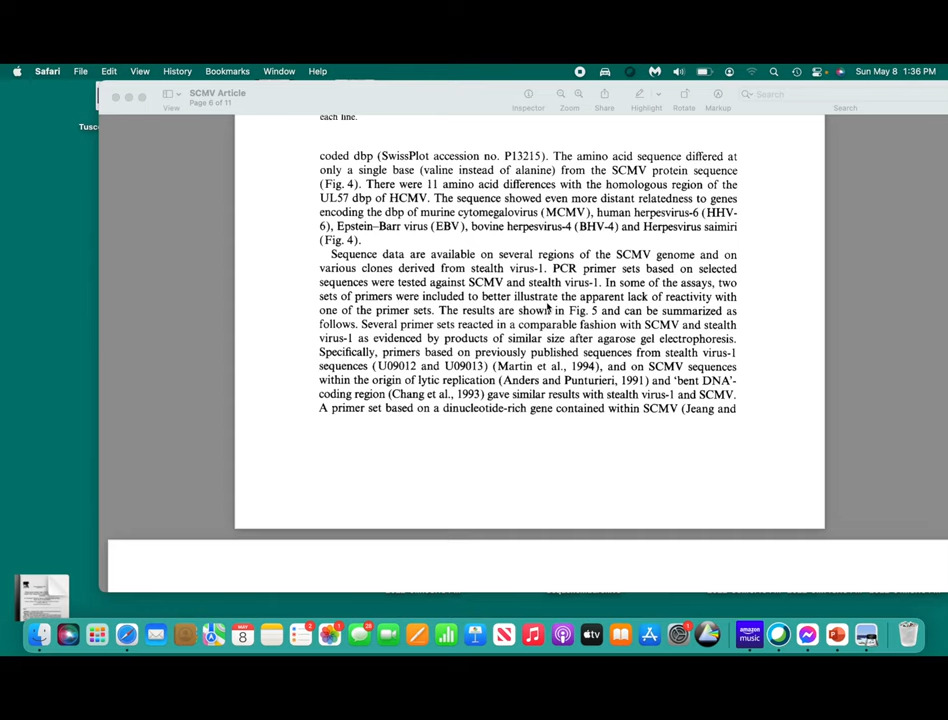 Safari File Edit View History Bookmarks Window Help Sun May 8 1:36 PM
SCMV Article
Page 6 of 11
View Inspector Zoom Share Highlight Rotate Markup Search
Search
Tusc
each line.
coded dbp (SwissPlot accession no. P13215). The amino acid sequence differed at
only a single base (valine instead of alanine) from the SCMV protein sequence
(Fig. 4). There were 11 amino acid differences with the homologous region of the
UL57 dbp of HCMV. The sequence showed even more distant relatedness to genes
encoding the dbp of murine cytomegalovirus (MCMV), human herpesvirus-6 (HHV-
6), Epstein–Barr virus (EBV), bovine herpesvirus-4 (BHV-4) and Herpesvirus saimiri
(Fig. 4).
Sequence data are available on several regions of the SCMV genome and on
various clones derived from stealth virus-1. PCR primer sets based on selected
sequences were tested against SCMV and stealth virus-1. In some of the assays, two
sets of primers were included to better illustrate the apparent lack of reactivity with
one of the primer sets. The results are shown in Fig. 5 and can be summarized as
follows. Several primer sets reacted in a comparable fashion with SCMV and stealth
virus-1 as evidenced by products of similar size after agarose gel electrophoresis.
Specifically, primers based on previously published sequences from stealth virus-1
sequences (U09012 and U09013) (Martin et al., 1994), and on SCMV sequences
within the origin of lytic replication (Anders and Punturieri, 1991) and 'bent DNA'-
coding region (Chang et al., 1993) gave similar results with stealth virus-1 and SCMV.
A primer set based on a dinucleotide-rich gene contained within SCMV (Jeang and
MAY
8
2
1
28
tv
1
amazon
music